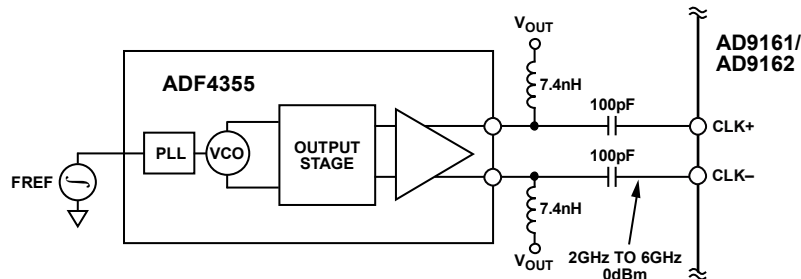 VOUT
AD9161/
AD9162
ADF4355
7.4nH
100pF
CLK+
PLL
VCO
OUTPUT
STAGE
100pF
FREF
CLK–
7.4nH
VOUT
2GHz TO 6GHz
0dBm